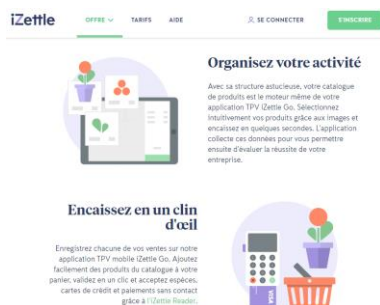 iZettle
OFFRE TARIFS AIDE SE CONNECTER S'INSCRIRE
Organisez votre activité
Avec sa structure astucieuse, votre catalogue
de produits est le moteur même de votre
application TPV iZettle Go. Sélectionnez
intuitivement vos produits grâce aux images et
encaissez en quelques secondes. L'application
collecte ces données pour vous permettre
ensuite d'évaluer la réussite de votre
entreprise.
Encaissez en un clin
d'œil
Enregistrez chacune de vos ventes sur notre
application TPV mobile iZettle Go. Ajoutez
facilement des produits du catalogue à votre
panier, validez en un clic et acceptez espèces,
cartes de crédit et paiements sans contact
grâce à l'iZettle Reader.
VISA